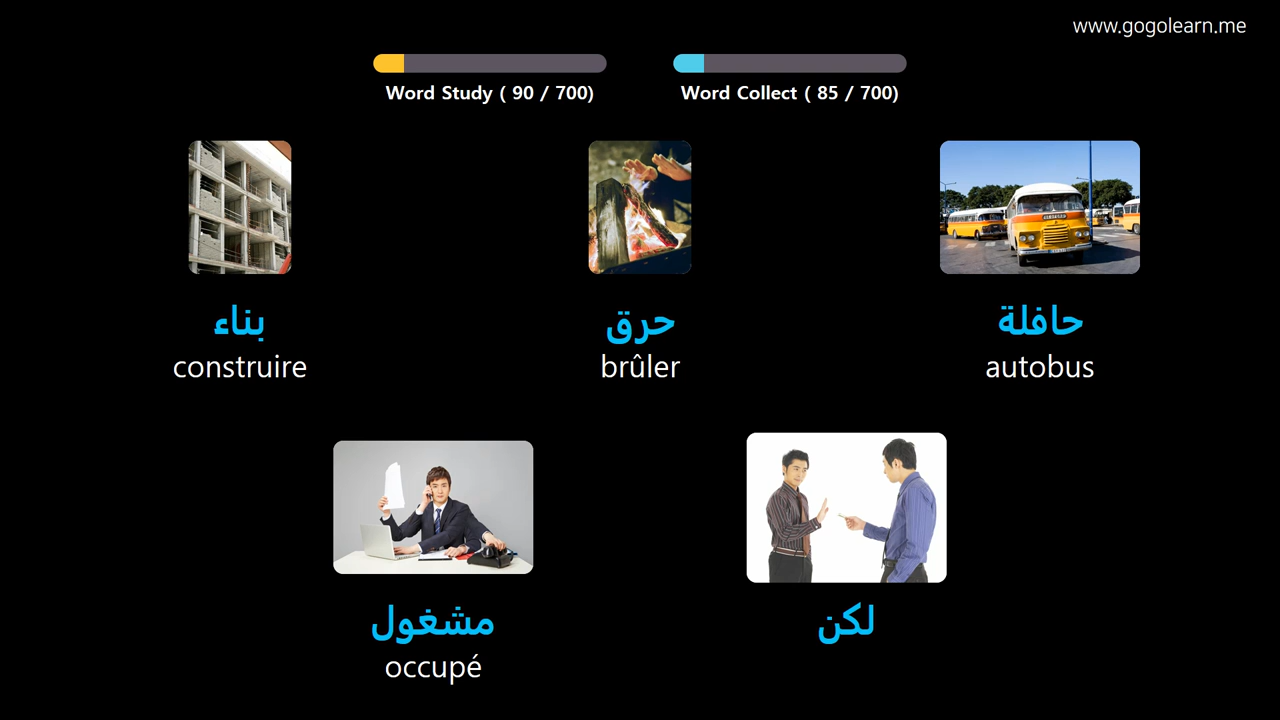 www.gogolearn.me
Word Study ( 90 / 700)
Word Collect ( 85 / 700)
بناء
construire
حرق
brûler
حافلة
autobus
مشغول
occupé
لكن